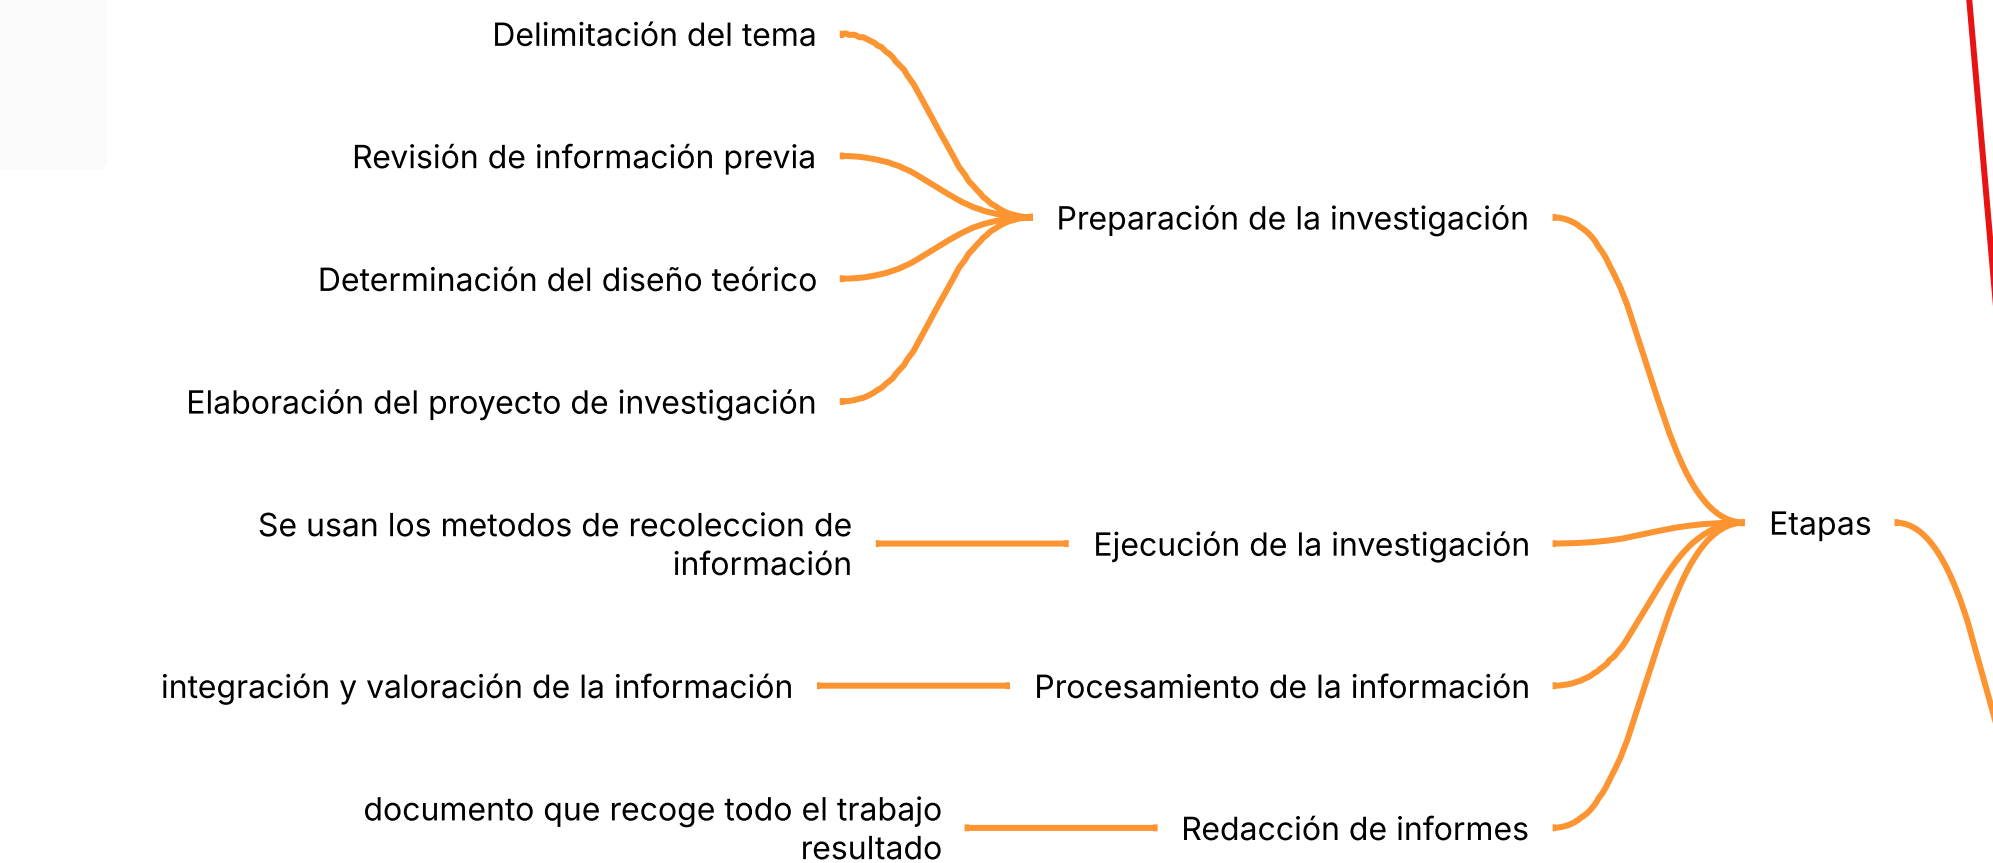 Delimitación del tema
Revisión de información previa
Preparación de la investigación
Determinación del diseño teórico
Elaboración del proyecto de investigación
Se usan los metodos de recoleccion de
información
Ejecución de la investigación
Etapas
integración y valoración de la información
Procesamiento de la información
documento que recoge todo el trabajo
resultado
Redacción de informes